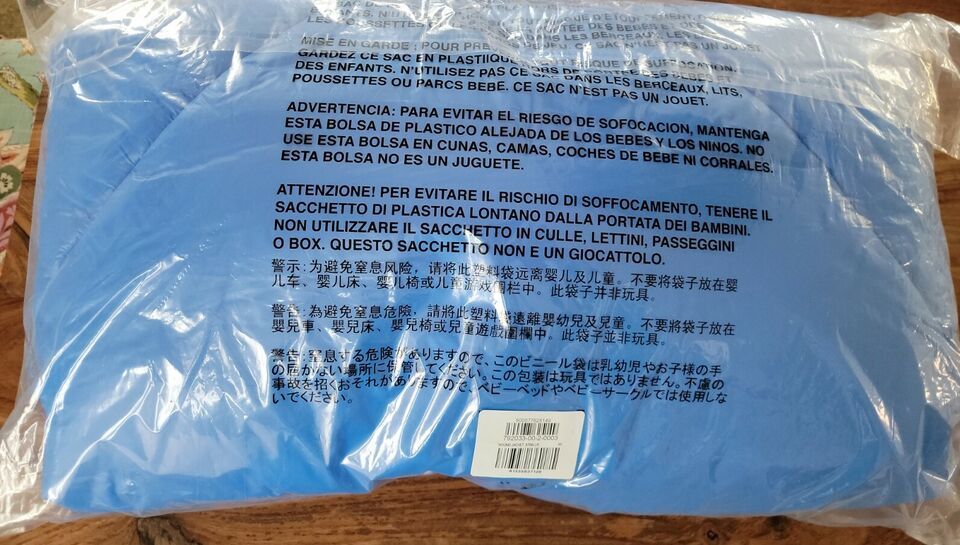 MISE EN GARDE : POUR
GARDEZ CE SAC EN PLASTIIQUE RISQUE DE SUFFOCATION.
DES ENFANTS. N'UTILISEZ PAS CE DES BEBES ET
POUSSETTES OU PARCS BEBE. CE SAC N'EST PAS UN JOUET. DANS LES BERCEAUX, LITS,
ADVERTENCIA: PARA EVITAR EL RIESGO DE SOFOCACION, MANTENGA
ESTA BOLSA DE PLASTICO ALEJADA DE LOS BEBES Y LOS NINOS. NO
USE ESTA BOLSA EN CUNAS, CAMAS, COCHES DE BEBE NI CORRALES.
ESTA BOLSA NO ES UN JUGUETE.
ATTENZIONE! PER EVITARE IL RISCHIO DI SOFFOCAMENTO, TENERE IL
SACCHETTO DI PLASTICA LONTANO DALLA PORTATA DEI BAMBINI.
NON UTILIZZARE IL SACCHETTO IN CULLE, LETTINI, PASSEGGINI
O BOX. QUESTO SACCHETTO NON E UN GIOCATTOLO.
警示:为避免窒息风险，请将此塑料袋远离婴儿及儿童。不要将袋子放在婴
儿车、婴儿床、婴儿椅或儿童游戏围栏中。此袋子并非玩具。
警告:為避免窒息危險，請將此塑料袋遠離嬰幼兒及兒童。不要將袋子放在
嬰兒車、嬰兒床、嬰兒椅或兒童遊戲圍欄中。此袋子並非玩具。
警告:窒息する危険がありますので、このビニール袋は乳幼児やお子様の手
の届かない場所に保管してください。この包装は玩具ではありません。不慮の
事故を招くおそれがありますので、ベビーベッドやベビーサークルでは使用しな
いでください。
792033-00-2-0003
ROUND JACKET